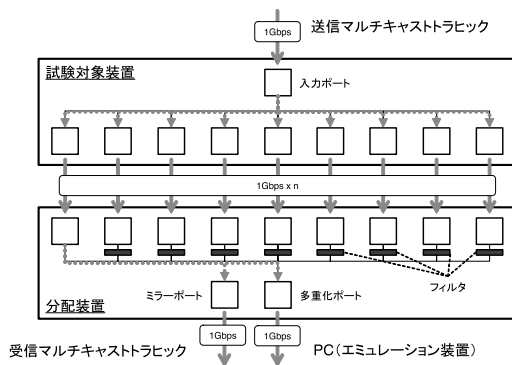 送信マルチキャストトラヒック
1Gbps
試験対象装置
入力ポート
1Gbps x n
ミラーポート
多重化ポート
フィルタ
分配装置
1Gbps
1Gbps
受信マルチキャストトラヒック
PC(エミュレーション装置)